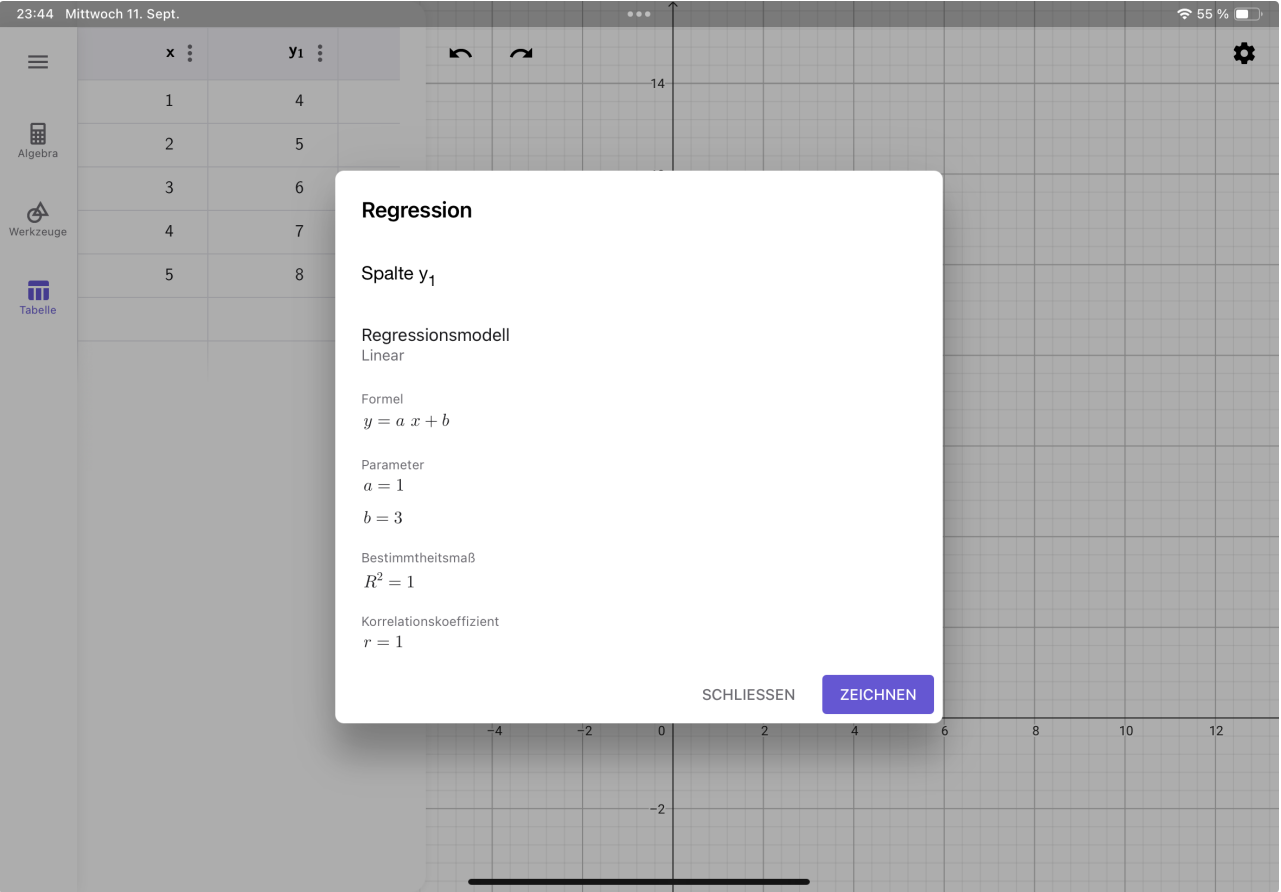 23:44 Mittwoch 11. Sept.
55 %
x y₁
1 4
2 5
3 6
4 7
5 8
Algebra
Werkzeuge
Tabelle
14
Regression
Spalte y₁
Regressionsmodell
Linear
Formel
y = a x + b
Parameter
a = 1
b = 3
Bestimmtheitsmaß
R² = 1
Korrelationskoeffizient
r = 1
SCHLIESSEN ZEICHNEN
−4 −2 0 2 4 6 8 10 12
−2